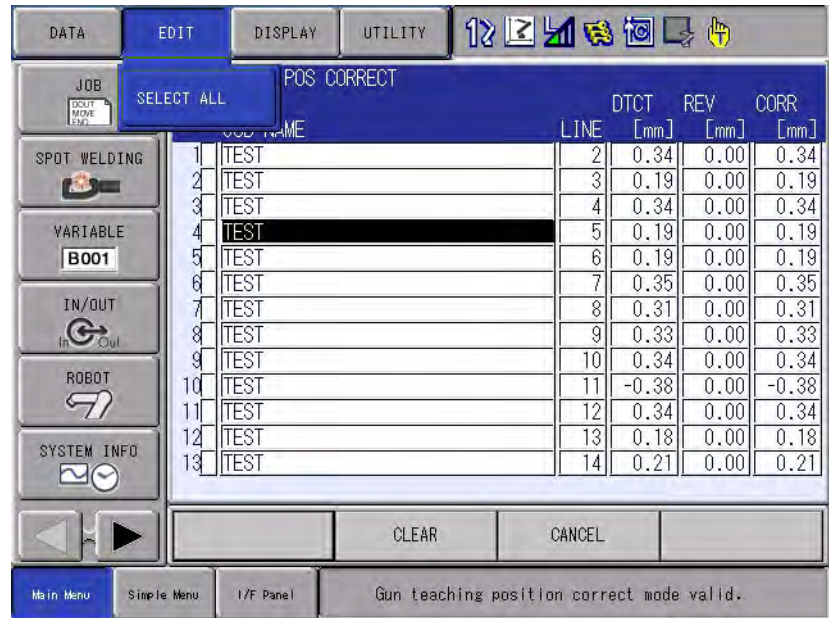 DATA EDIT DISPLAY UTILITY
JOB
DOUT
MOVE
END
SELECT ALL
POS CORRECT
DTCT REV CORR
NAME LINE [mm] [mm] [mm]
SPOT WELDING
VARIABLE
B001
IN/OUT
In Out
ROBOT
SYSTEM INFO
1 TEST 2 0.34 0.00 0.34
2 TEST 3 0.19 0.00 0.19
3 TEST 4 0.34 0.00 0.34
4 TEST 5 0.19 0.00 0.19
5 TEST 6 0.19 0.00 0.19
6 TEST 7 0.35 0.00 0.35
7 TEST 8 0.31 0.00 0.31
8 TEST 9 0.33 0.00 0.33
9 TEST 10 0.34 0.00 0.34
10 TEST 11 -0.38 0.00 -0.38
11 TEST 12 0.34 0.00 0.34
12 TEST 13 0.18 0.00 0.18
13 TEST 14 0.21 0.00 0.21
CLEAR CANCEL
Main Menu Simple Menu I/F Panel Gun teaching position correct mode valid.